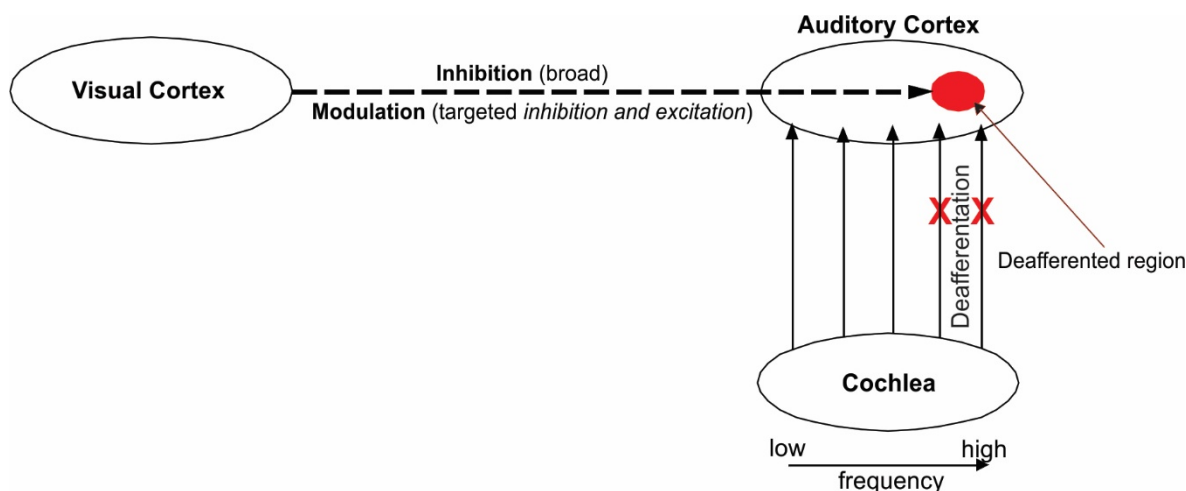 Auditory Cortex
Visual Cortex
Inhibition (broad)
Modulation (targeted inhibition and excitation)
X X
Deafferentation
Deafferented region
Cochlea
low high
frequency